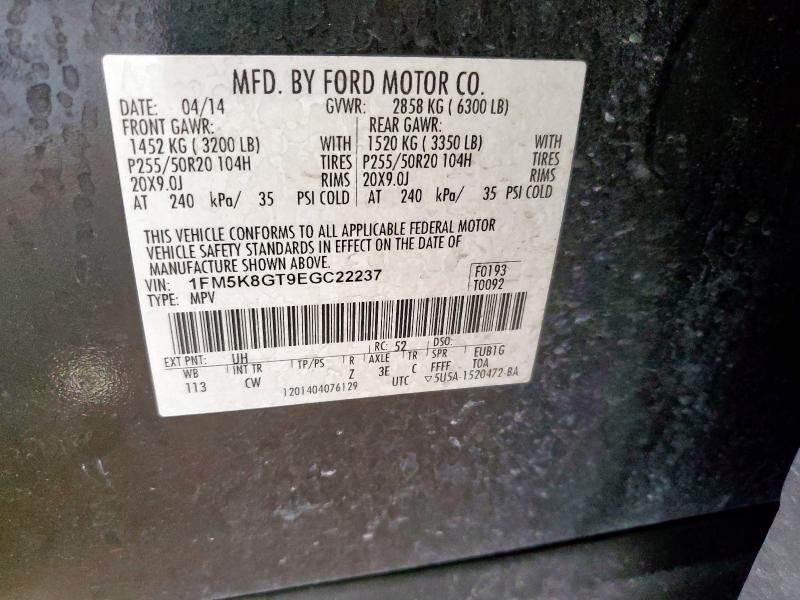 MFD. BY FORD MOTOR CO.
DATE: 04/14 GVWR: 2858 KG ( 6300 LB)
FRONT GAWR: REAR GAWR:
1452 KG ( 3200 LB) WITH 1520 KG ( 3350 LB) WITH
P255/50R20 104H TIRES P255/50R20 104H TIRES
20X9.0J RIMS 20X9.0J RIMS
AT 240 kPa/ 35 PSI COLD AT 240 kPa/ 35 PSI COLD
THIS VEHICLE CONFORMS TO ALL APPLICABLE FEDERAL MOTOR
VEHICLE SAFETY STANDARDS IN EFFECT ON THE DATE OF
MANUFACTURE SHOWN ABOVE.
VIN: 1FM5K8GT9EGC22237 F0193
TYPE: MPV T0092
EXT PNT: UH RC: 52 DSO:
WB INT TR TP/PS R AXLE TR SPR EUB1G
113 CW Z 3E C FFFF TOA
1201404076129 UTC ▽5U5A-1520472-BA